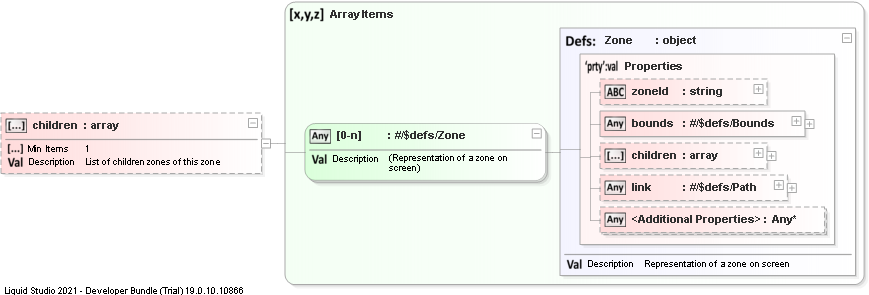 [x,y,z] ArrayItems
Defs: Zone : object
'prty':val Properties
ABC zoneId : string
Any bounds : #/$defs/Bounds
[...] children : array
Any link : #/$defs/Path
Any <Additional Properties> : Any*
Val Description Representation of a zone on screen
Any [0-n] : #/$defs/Zone
Val Description (Representation of a zone on
screen)
[...] children : array
[...] Min Items 1
Val Description List of children zones of this zone
Liquid Studio 2021 - Developer Bundle (Trial) 19.0.10.10866